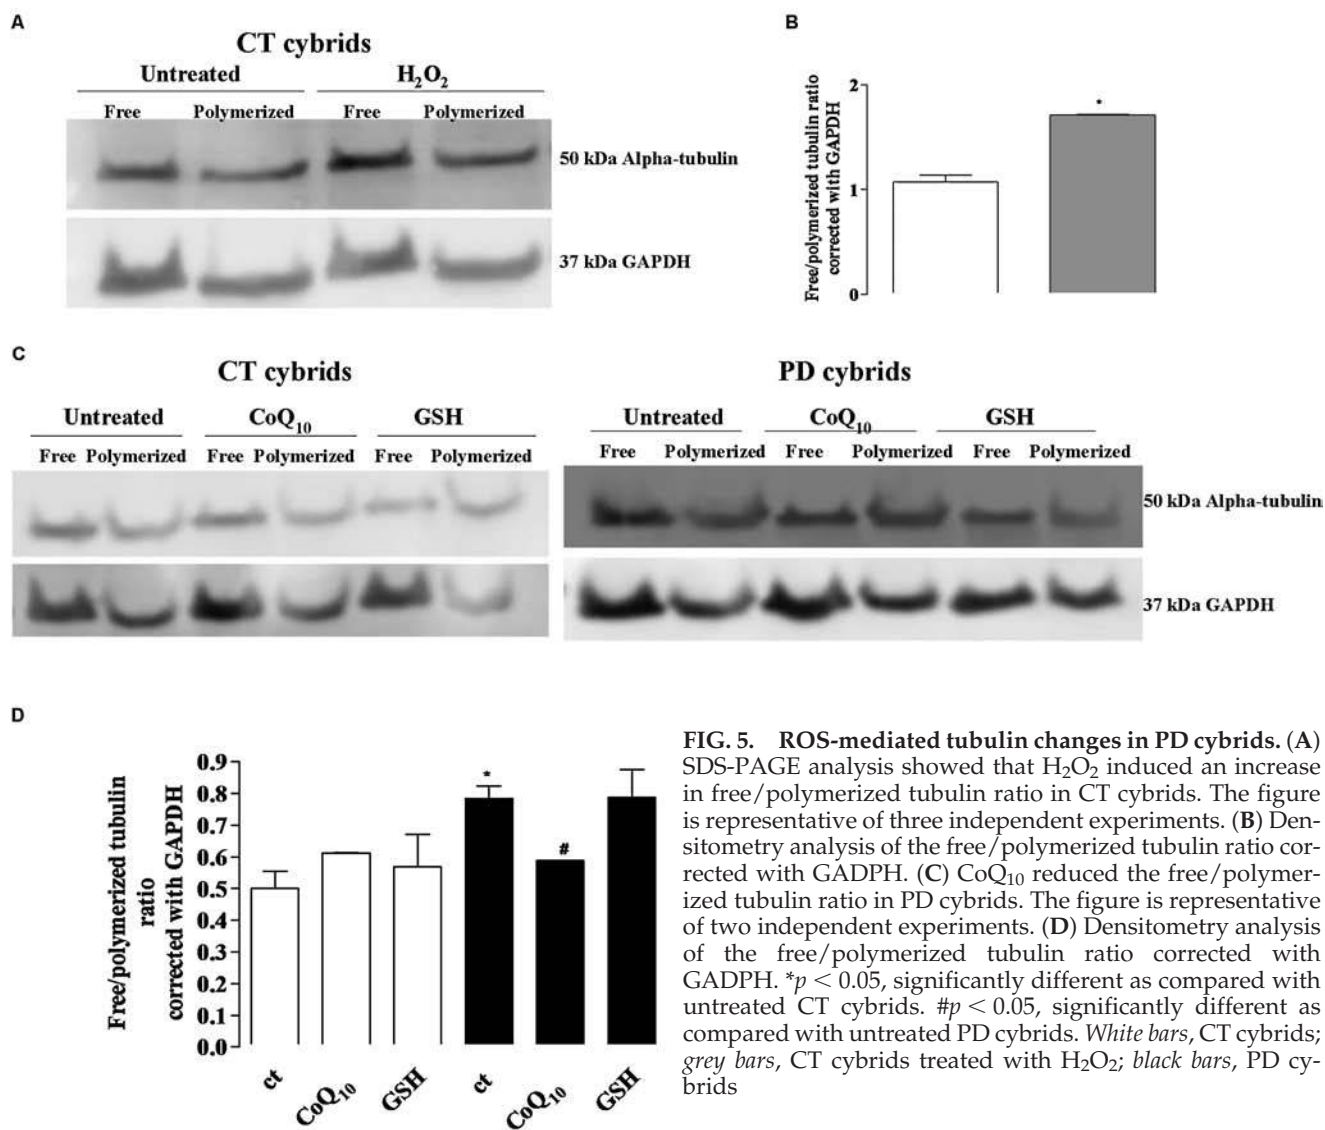 A
CT cybrids
Untreated
H₂O₂
Free
Polymerized
Free
Polymerized
50 kDa Alpha-tubulin
37 kDa GAPDH
B
Free/polymerized tubulin ratio
corrected with GAPDH
2
*
1
0
C
CT cybrids
Untreated
CoQ₁₀
GSH
Free Polymerized Free Polymerized Free Polymerized
PD cybrids
Untreated
CoQ₁₀
GSH
Free Polymerized Free Polymerized Free Polymerized
50 kDa Alpha-tubulin
37 kDa GAPDH
D
Free/polymerized tubulin
ratio
corrected with GAPDH
0.9
0.8
0.7
0.6
0.5
0.4
0.3
0.2
0.1
0.0
*
#
ct
CoQ₁₀
GSH
ct
CoQ₁₀
GSH
FIG. 5. ROS-mediated tubulin changes in PD cybrids. (A)
SDS-PAGE analysis showed that H₂O₂ induced an increase
in free/polymerized tubulin ratio in CT cybrids. The figure
is representative of three independent experiments. (B) Den-
sitometry analysis of the free/polymerized tubulin ratio cor-
rected with GADPH. (C) CoQ₁₀ reduced the free/polymer-
ized tubulin ratio in PD cybrids. The figure is representative
of two independent experiments. (D) Densitometry analysis
of the free/polymerized tubulin ratio corrected with
GADPH. *p < 0.05, significantly different as compared with
untreated CT cybrids. #p < 0.05, significantly different as
compared with untreated PD cybrids. White bars, CT cybrids;
grey bars, CT cybrids treated with H₂O₂; black bars, PD cy-
brids